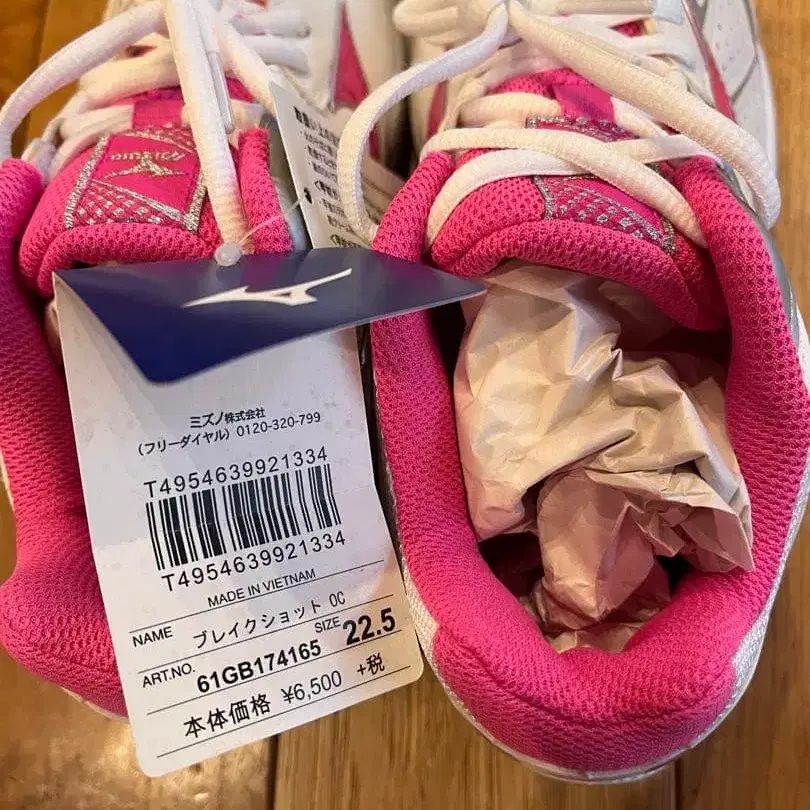 MIZUNO
ミズノ株式会社
(フリーダイヤル) 0120-320-799
T4954639921334
T4954639921334
MADE IN VIETNAM
NAME ブレイクショット OC
SIZE 22.5
ART.NO. 61GB174165
本体価格 ¥6,500 +税